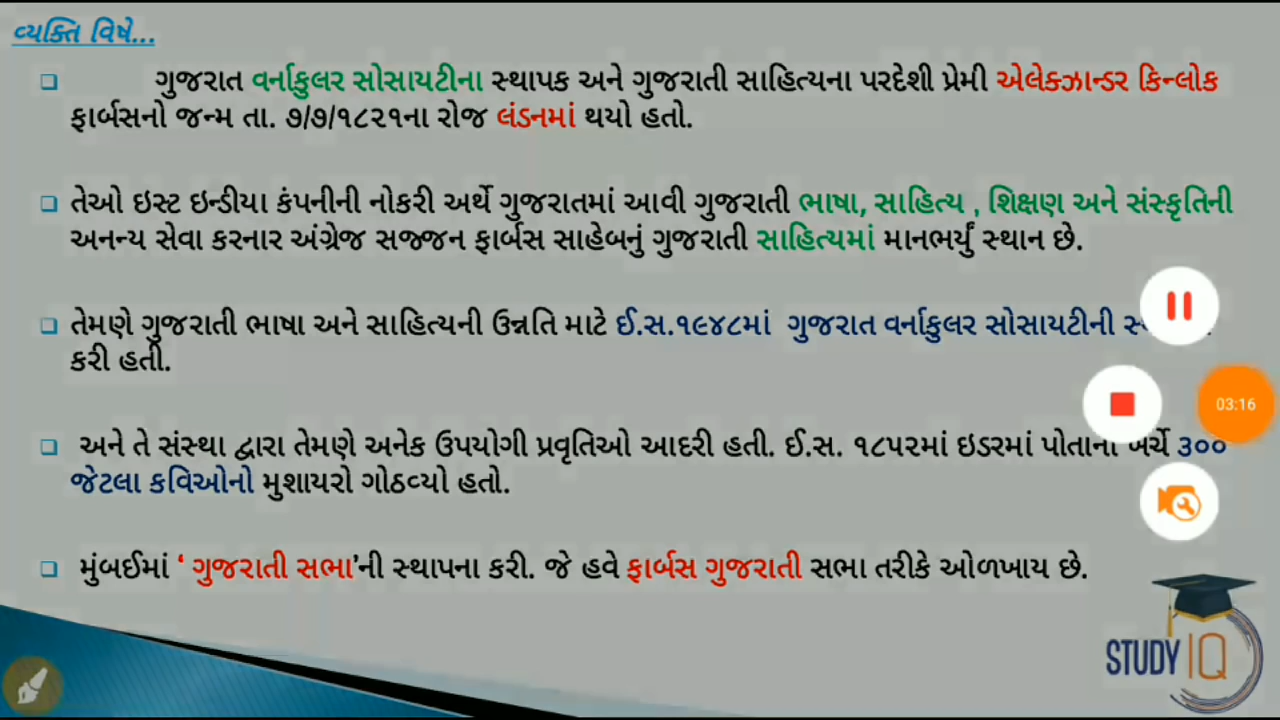 વ્યક્તિ વિષે...
ગુજરાત વર્નાકુલર સોસાયટીના સ્થાપક અને ગુજરાતી સાહિત્યના પરદેશી પ્રેમી એલેક્ઝાન્ડર કિન્લોક
ફાર્બસનો જન્મ તા. ૭/૭/૧૮૨૧ના રોજ લંડનમાં થયો હતો.
તેઓ ઇસ્ટ ઇન્ડીયા કંપનીની નોકરી અર્થે ગુજરાતમાં આવી ગુજરાતી ભાષા, સાહિત્ય , શિક્ષણ અને સંસ્કૃતિની
અનન્ય સેવા કરનાર અંગ્રેજ સજ્જન ફાર્બસ સાહેબનું ગુજરાતી સાહિત્યમાં માનભર્યું સ્થાન છે.
તેમણે ગુજરાતી ભાષા અને સાહિત્યની ઉન્નતિ માટે ઈ.સ.૧૯૪૮માં ગુજરાત વર્નાકુલર સોસાયટીની
કરી હતી.
અને તે સંસ્થા દ્વારા તેમણે અનેક ઉપયોગી પ્રવૃતિઓ આદરી હતી. ઈ.સ. ૧૮૫૨માં ઇડરમાં પોતાના ખર્ચે ૩૦૦
જેટલા કવિઓનો મુશાયરો ગોઠવ્યો હતો.
મુંબઈમાં ‘ ગુજરાતી સભા’ની સ્થાપના કરી. જે હવે ફાર્બસ ગુજરાતી સભા તરીકે ઓળખાય છે.
03:16
STUDY IQ